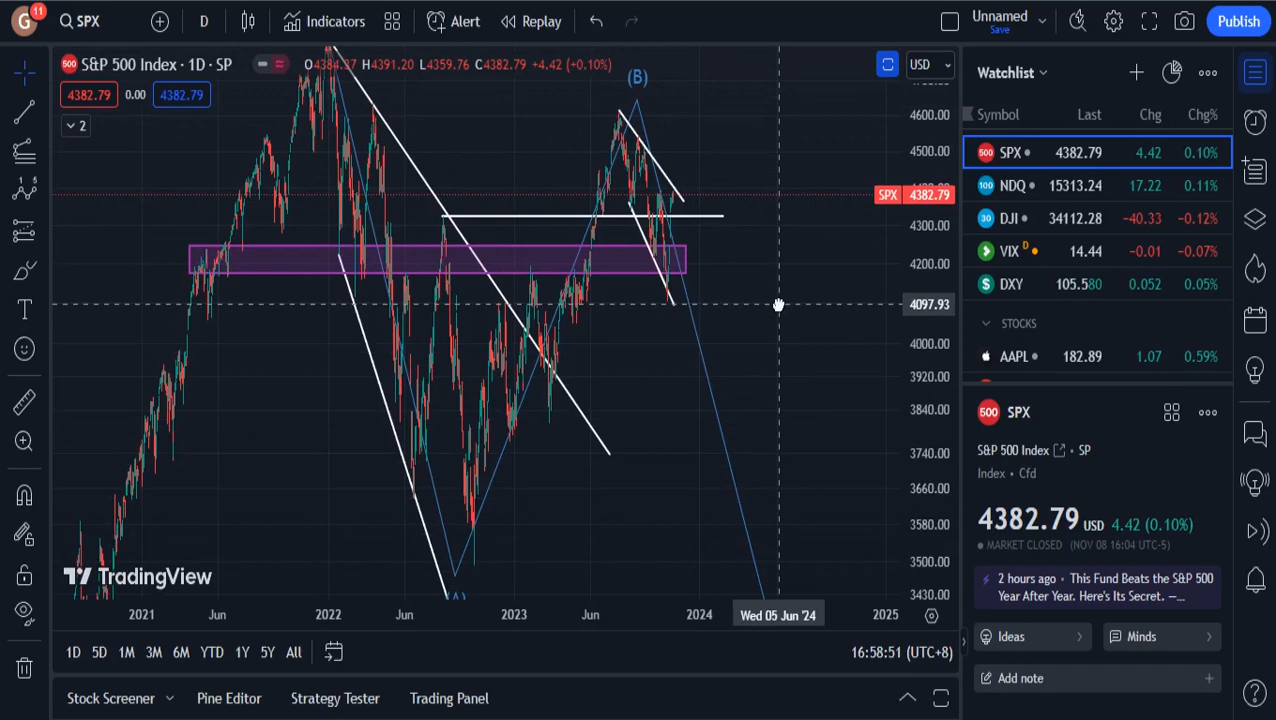 G
11
SPX
D
Indicators
Alert
Replay
Unnamed
Save
Publish
S&P 500 Index · 1D · SP
O4384.37 H4391.20 L4359.76 C4382.79 +4.42 (+0.10%)
4382.79
0.00
4382.79
2
USD
(B)
4600.00
4500.00
SPX
4382.79
4300.00
4200.00
4097.93
4000.00
3920.00
3840.00
3740.00
3660.00
3580.00
3500.00
3430.00
TradingView
2021
Jun
2022
Jun
2023
Jun
2024
Wed 05 Jun '24
2025
1D 5D 1M 3M 6M YTD 1Y 5Y All
16:58:51 (UTC+8)
Stock Screener
Pine Editor
Strategy Tester
Trading Panel
Watchlist
Symbol Last Chg Chg%
500 SPX 4382.79 4.42 0.10%
100 NDQ 15313.24 17.22 0.11%
30 DJI 34112.28 -40.33 -0.12%
VIX D 14.44 -0.01 -0.07%
DXY 105.580 0.052 0.05%
STOCKS
AAPL 182.89 1.07 0.59%
500 SPX
S&P 500 Index · SP
Index · Cfd
4382.79 USD 4.42 (0.10%)
MARKET CLOSED (NOV 08 16:04 UTC-5)
2 hours ago · This Fund Beats the S&P 500
Year After Year. Here's Its Secret. —...
Ideas
Minds
Add note